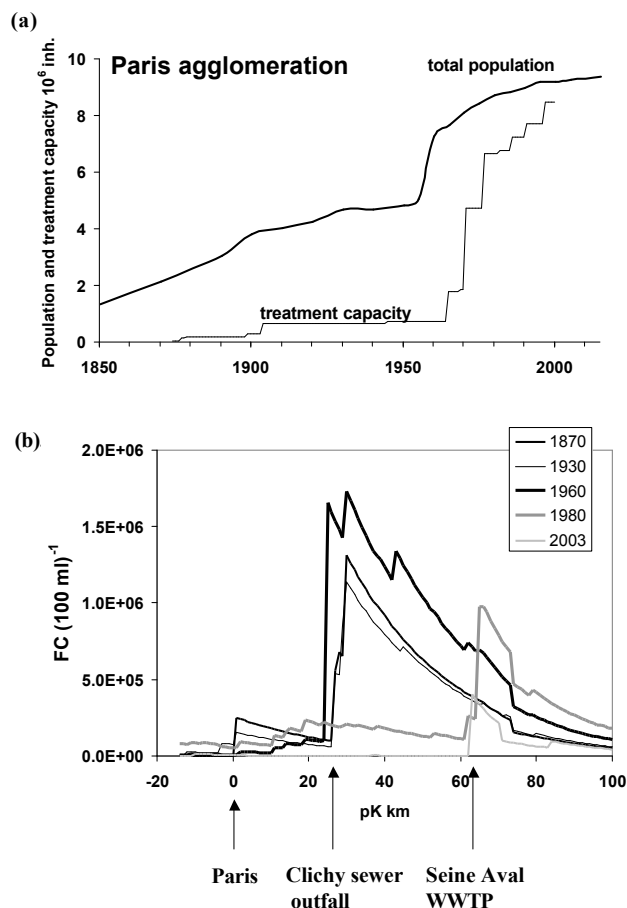 (a)
Paris agglomeration
total population
treatment capacity
Population and treatment capacity 10⁶ inh.
10
8
6
4
2
0
1850 1900 1950 2000
(b)
FC (100 ml)⁻¹
2.0E+06
1.5E+06
1.0E+06
5.0E+05
0.0E+00
1870
1930
1960
1980
2003
-20 0 20 40 60 80 100
pK km
Paris
Clichy sewer
outfall
Seine Aval
WWTP